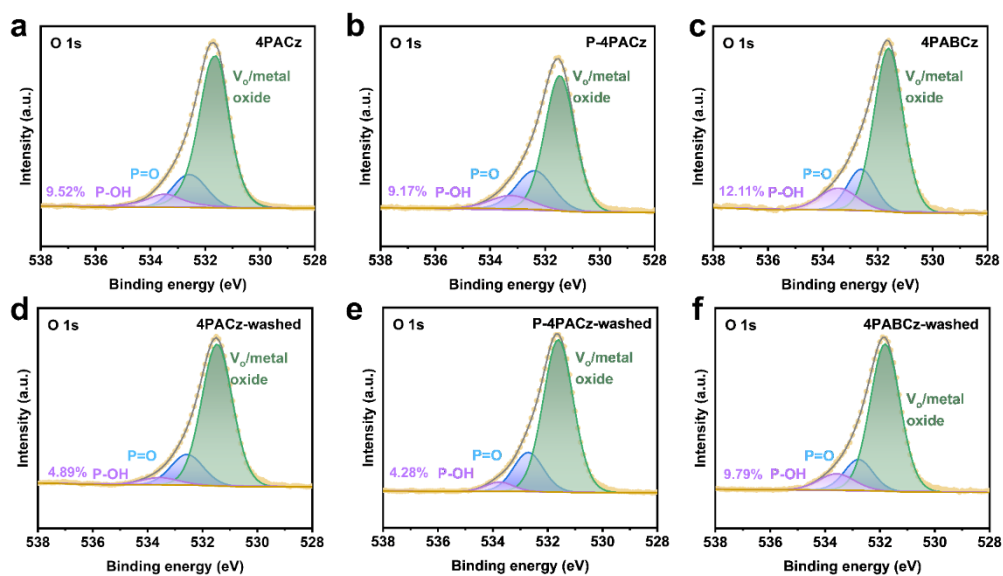 a
O 1s
4PACz
Vₒ/metal
oxide
P=O
9.52% P-OH
Intensity (a.u.)
538 536 534 532 530 528
Binding energy (eV)
b
O 1s
P-4PACz
Vₒ/metal
oxide
P=O
9.17% P-OH
Intensity (a.u.)
538 536 534 532 530 528
Binding energy (eV)
c
O 1s
4PABCz
Vₒ/metal
oxide
P=O
12.11% P-OH
Intensity (a.u.)
538 536 534 532 530 528
Binding energy (eV)
d
O 1s
4PACz-washed
Vₒ/metal
oxide
P=O
4.89% P-OH
Intensity (a.u.)
538 536 534 532 530 528
Binding energy (eV)
e
O 1s
P-4PACz-washed
Vₒ/metal
oxide
P=O
4.28% P-OH
Intensity (a.u.)
538 536 534 532 530 528
Binding energy (eV)
f
O 1s
4PABCz-washed
Vₒ/metal
oxide
P=O
9.79% P-OH
Intensity (a.u.)
538 536 534 532 530 528
Binding energy (eV)